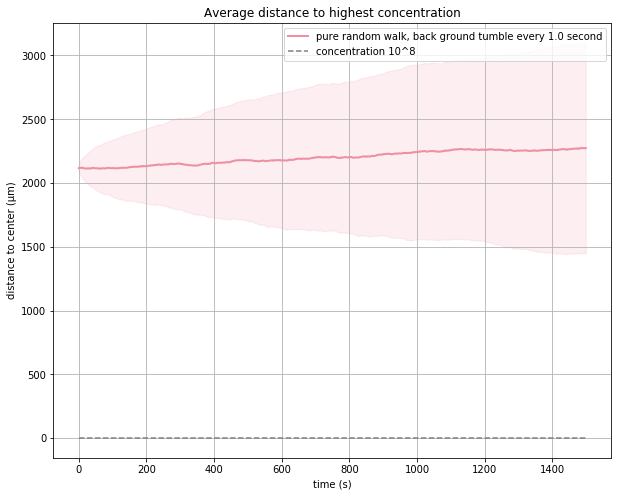 Average distance to highest concentration
pure random walk, back ground tumble every 1.0 second
concentration 10^8
3000
2500
2000
1500
1000
500
0
distance to center (μm)
0 200 400 600 800 1000 1200 1400
time (s)